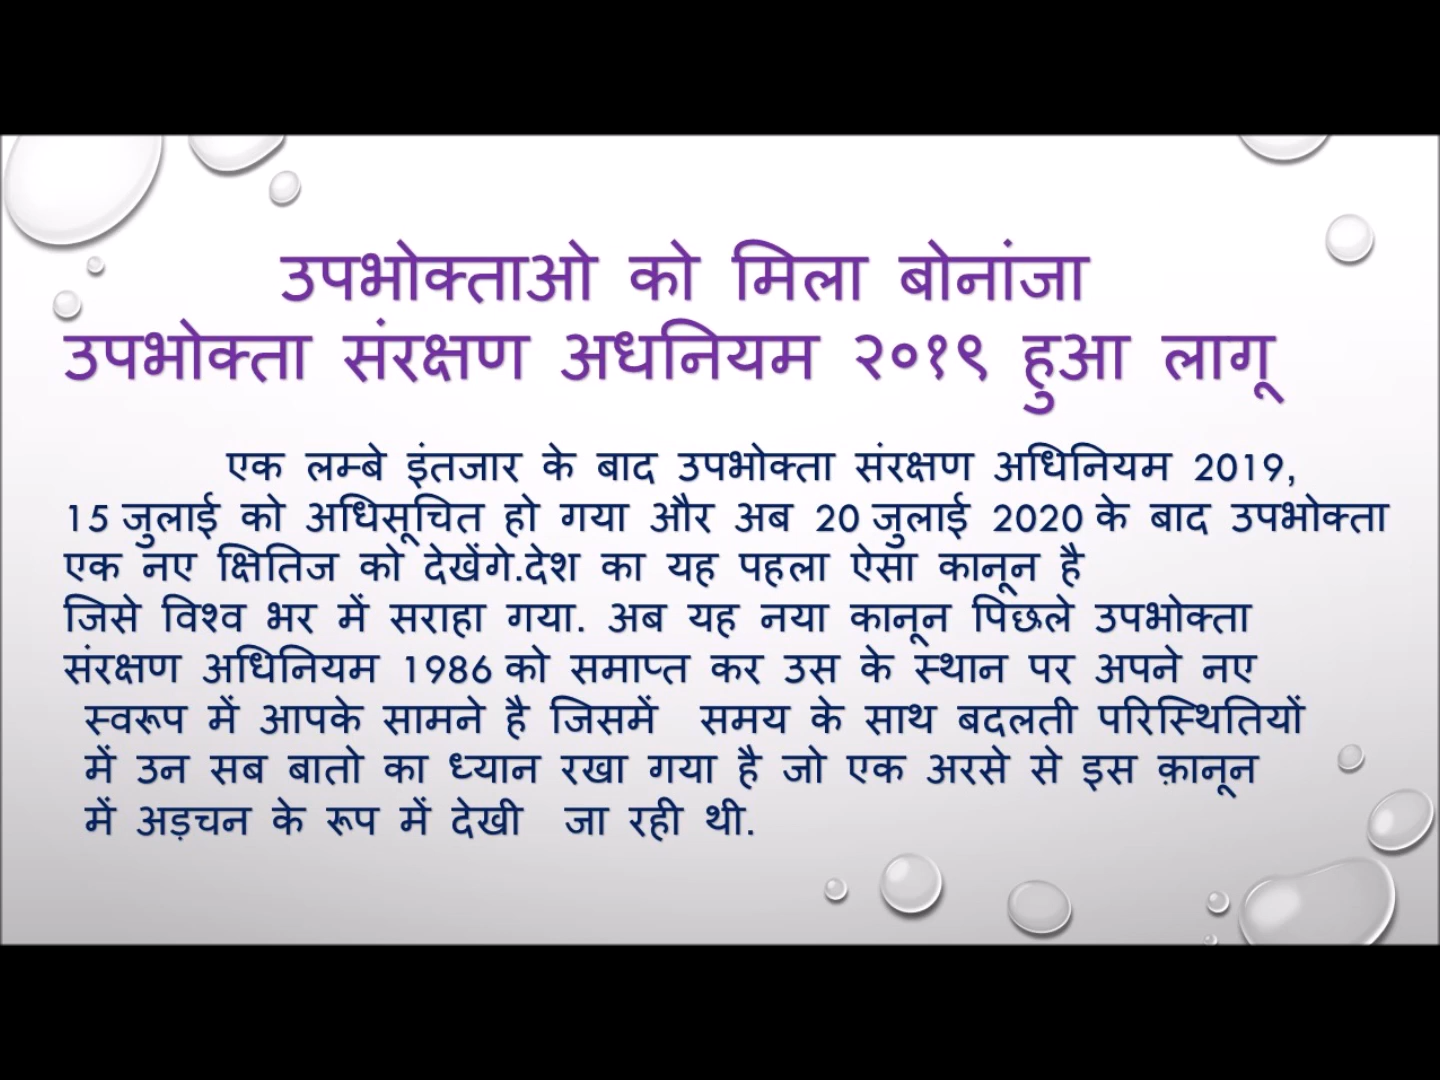 उपभोक्ताओ को मिला बोनांजा
उपभोक्ता संरक्षण अधनियम २०१९ हुआ लागू
एक लम्बे इंतजार के बाद उपभोक्ता संरक्षण अधिनियम 2019,
15 जुलाई को अधिसूचित हो गया और अब 20 जुलाई 2020 के बाद उपभोक्ता
एक नए क्षितिज को देखेंगे.देश का यह पहला ऐसा कानून है
जिसे विश्व भर में सराहा गया. अब यह नया कानून पिछले उपभोक्ता
संरक्षण अधिनियम 1986 को समाप्त कर उस के स्थान पर अपने नए
स्वरूप में आपके सामने है जिसमें समय के साथ बदलती परिस्थितियों
में उन सब बातो का ध्यान रखा गया है जो एक अरसे से इस क़ानून
में अड़चन के रूप में देखी जा रही थी.